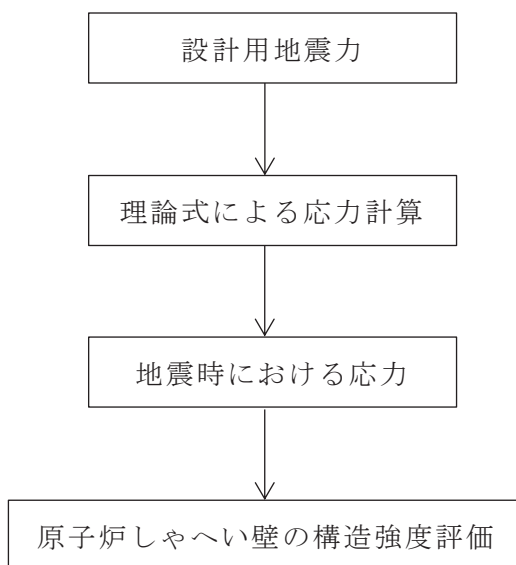 設計用地震力
理論式による応力計算
地震時における応力
原子炉しゃへい壁の構造強度評価